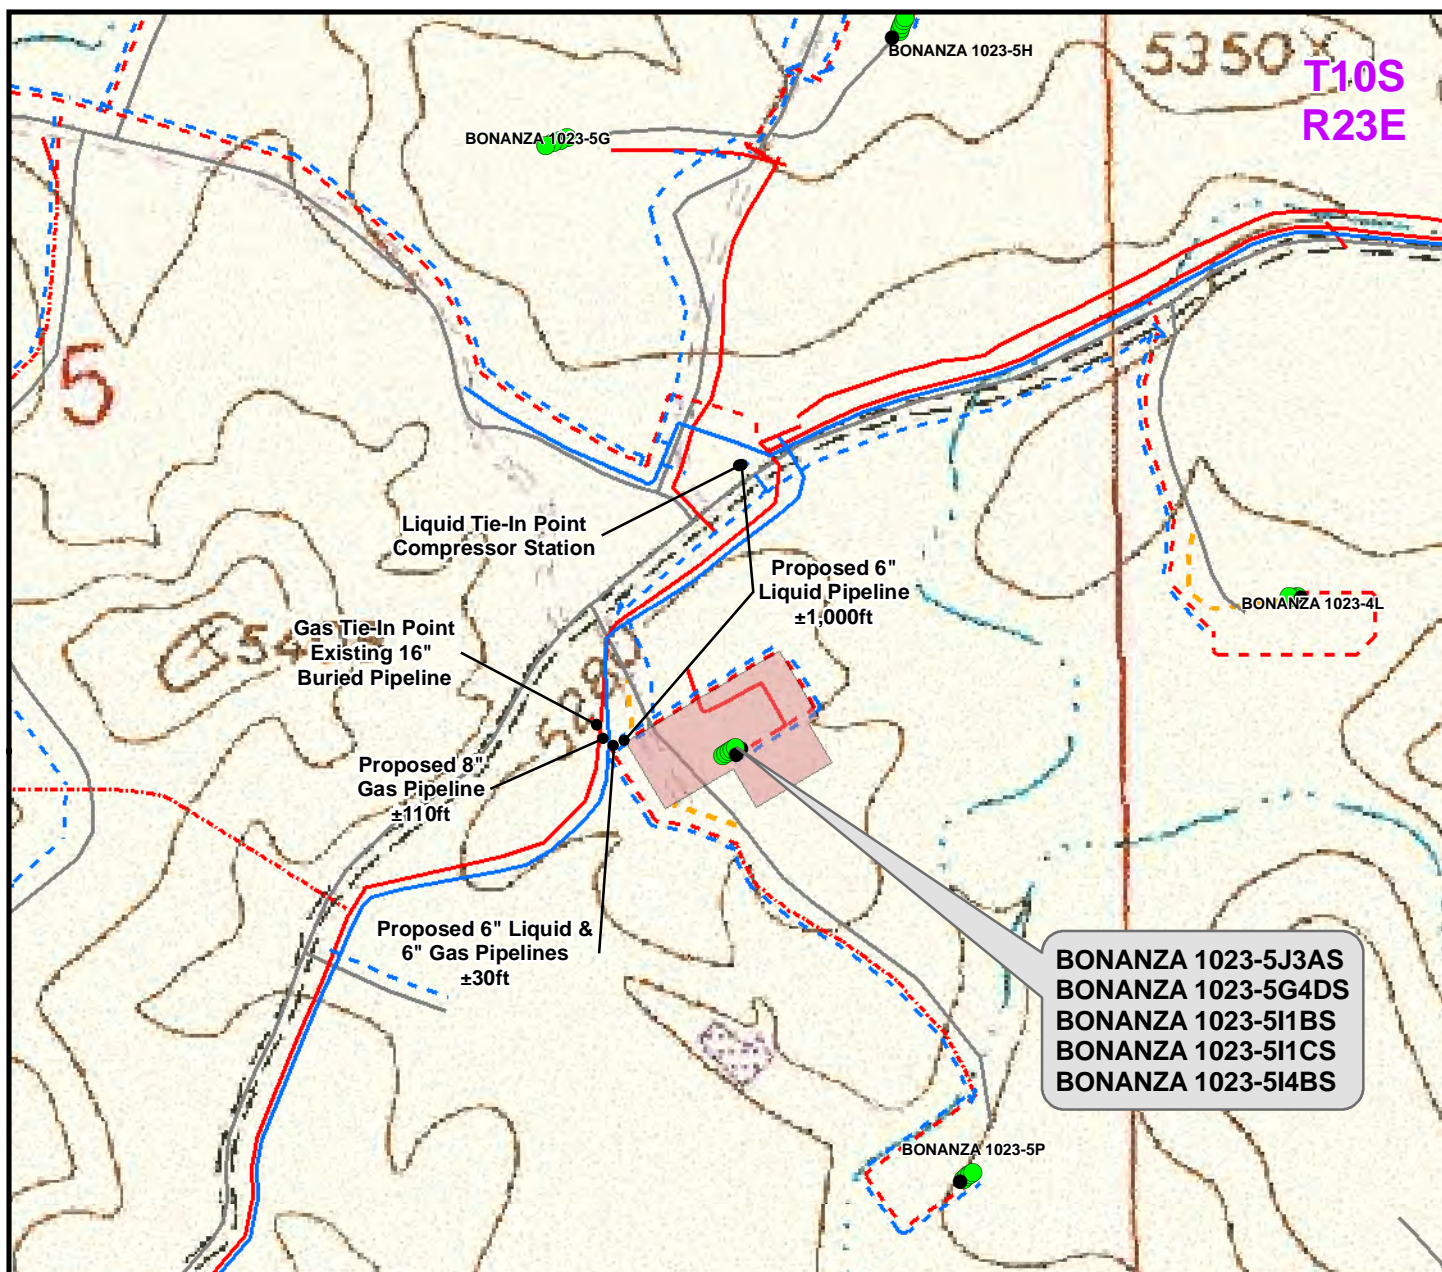 BONANZA 1023-5H
5350
T10S
R23E
BONANZA 1023-5G
5
Liquid Tie-In Point
Compressor Station
Proposed 6"
Liquid Pipeline
±1,000ft
BONANZA 1023-4L
Gas Tie-In Point
Existing 16"
Buried Pipeline
Proposed 8"
Gas Pipeline
±110ft
Proposed 6" Liquid &
6" Gas Pipelines
±30ft
BONANZA 1023-5J3AS
BONANZA 1023-5G4DS
BONANZA 1023-5I1BS
BONANZA 1023-5I1CS
BONANZA 1023-5I4BS
BONANZA 1023-5P